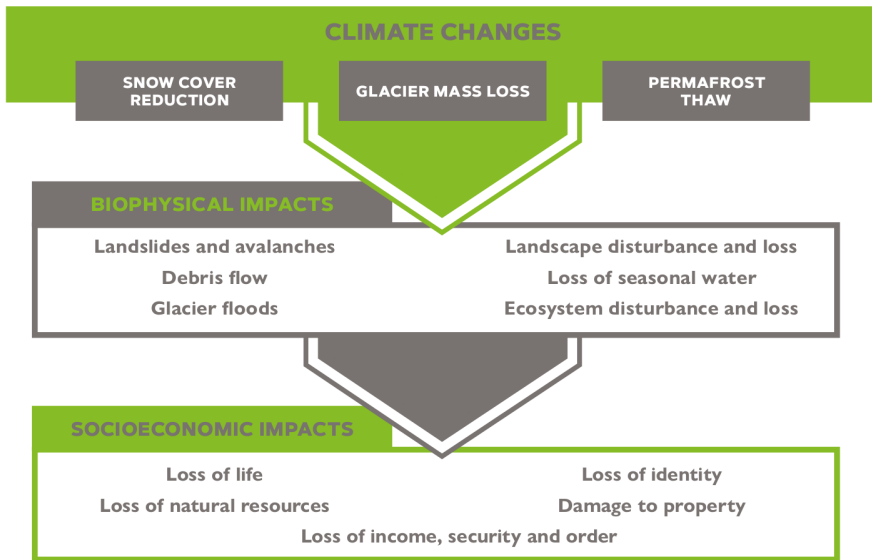 CLIMATE CHANGES
SNOW COVER
REDUCTION
GLACIER MASS LOSS
PERMAFROST
THAW
BIOPHYSICAL IMPACTS
Landslides and avalanches
Debris flow
Glacier floods
Landscape disturbance and loss
Loss of seasonal water
Ecosystem disturbance and loss
SOCIOECONOMIC IMPACTS
Loss of life
Loss of natural resources
Loss of identity
Damage to property
Loss of income, security and order